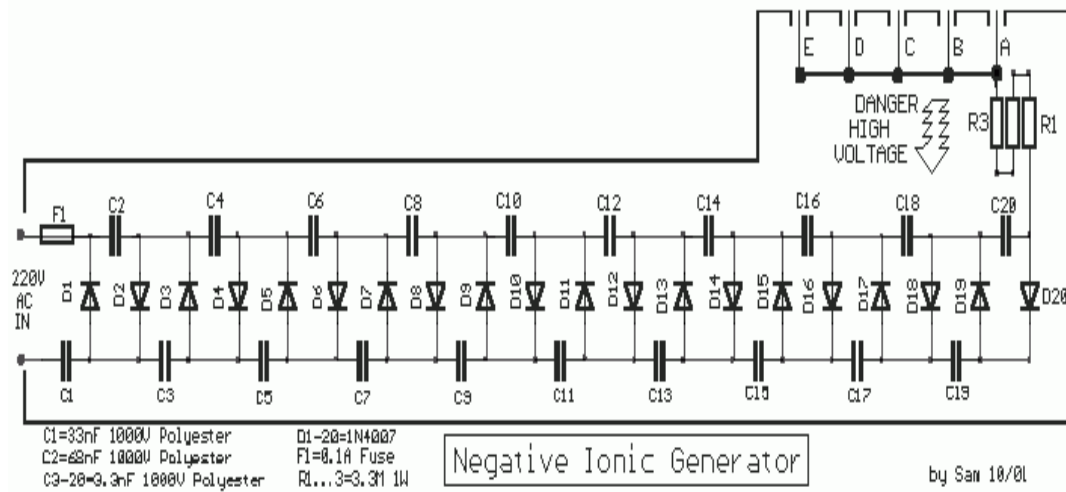 E D C B A
DANGER
HIGH
VOLTAGE
R3 R1
F1 C2 C4 C6 C8 C10 C12 C14 C16 C18 C20
220V
AC
IN
D1 D2 D3 D4 D5 D6 D7 D8 D9 D10 D11 D12 D13 D14 D15 D16 D17 D18 D19 D20
C1 C3 C5 C7 C9 C11 C13 C15 C17 C19
C1=33nF 1000V Polyester
C2=68nF 1000V Polyester
C3-20=3.3nF 1000V Polyester
D1-20=1N4007
F1=0.1A Fuse
R1...3=3.3M 1W
Negative Ionic Generator
by Sam 10/01